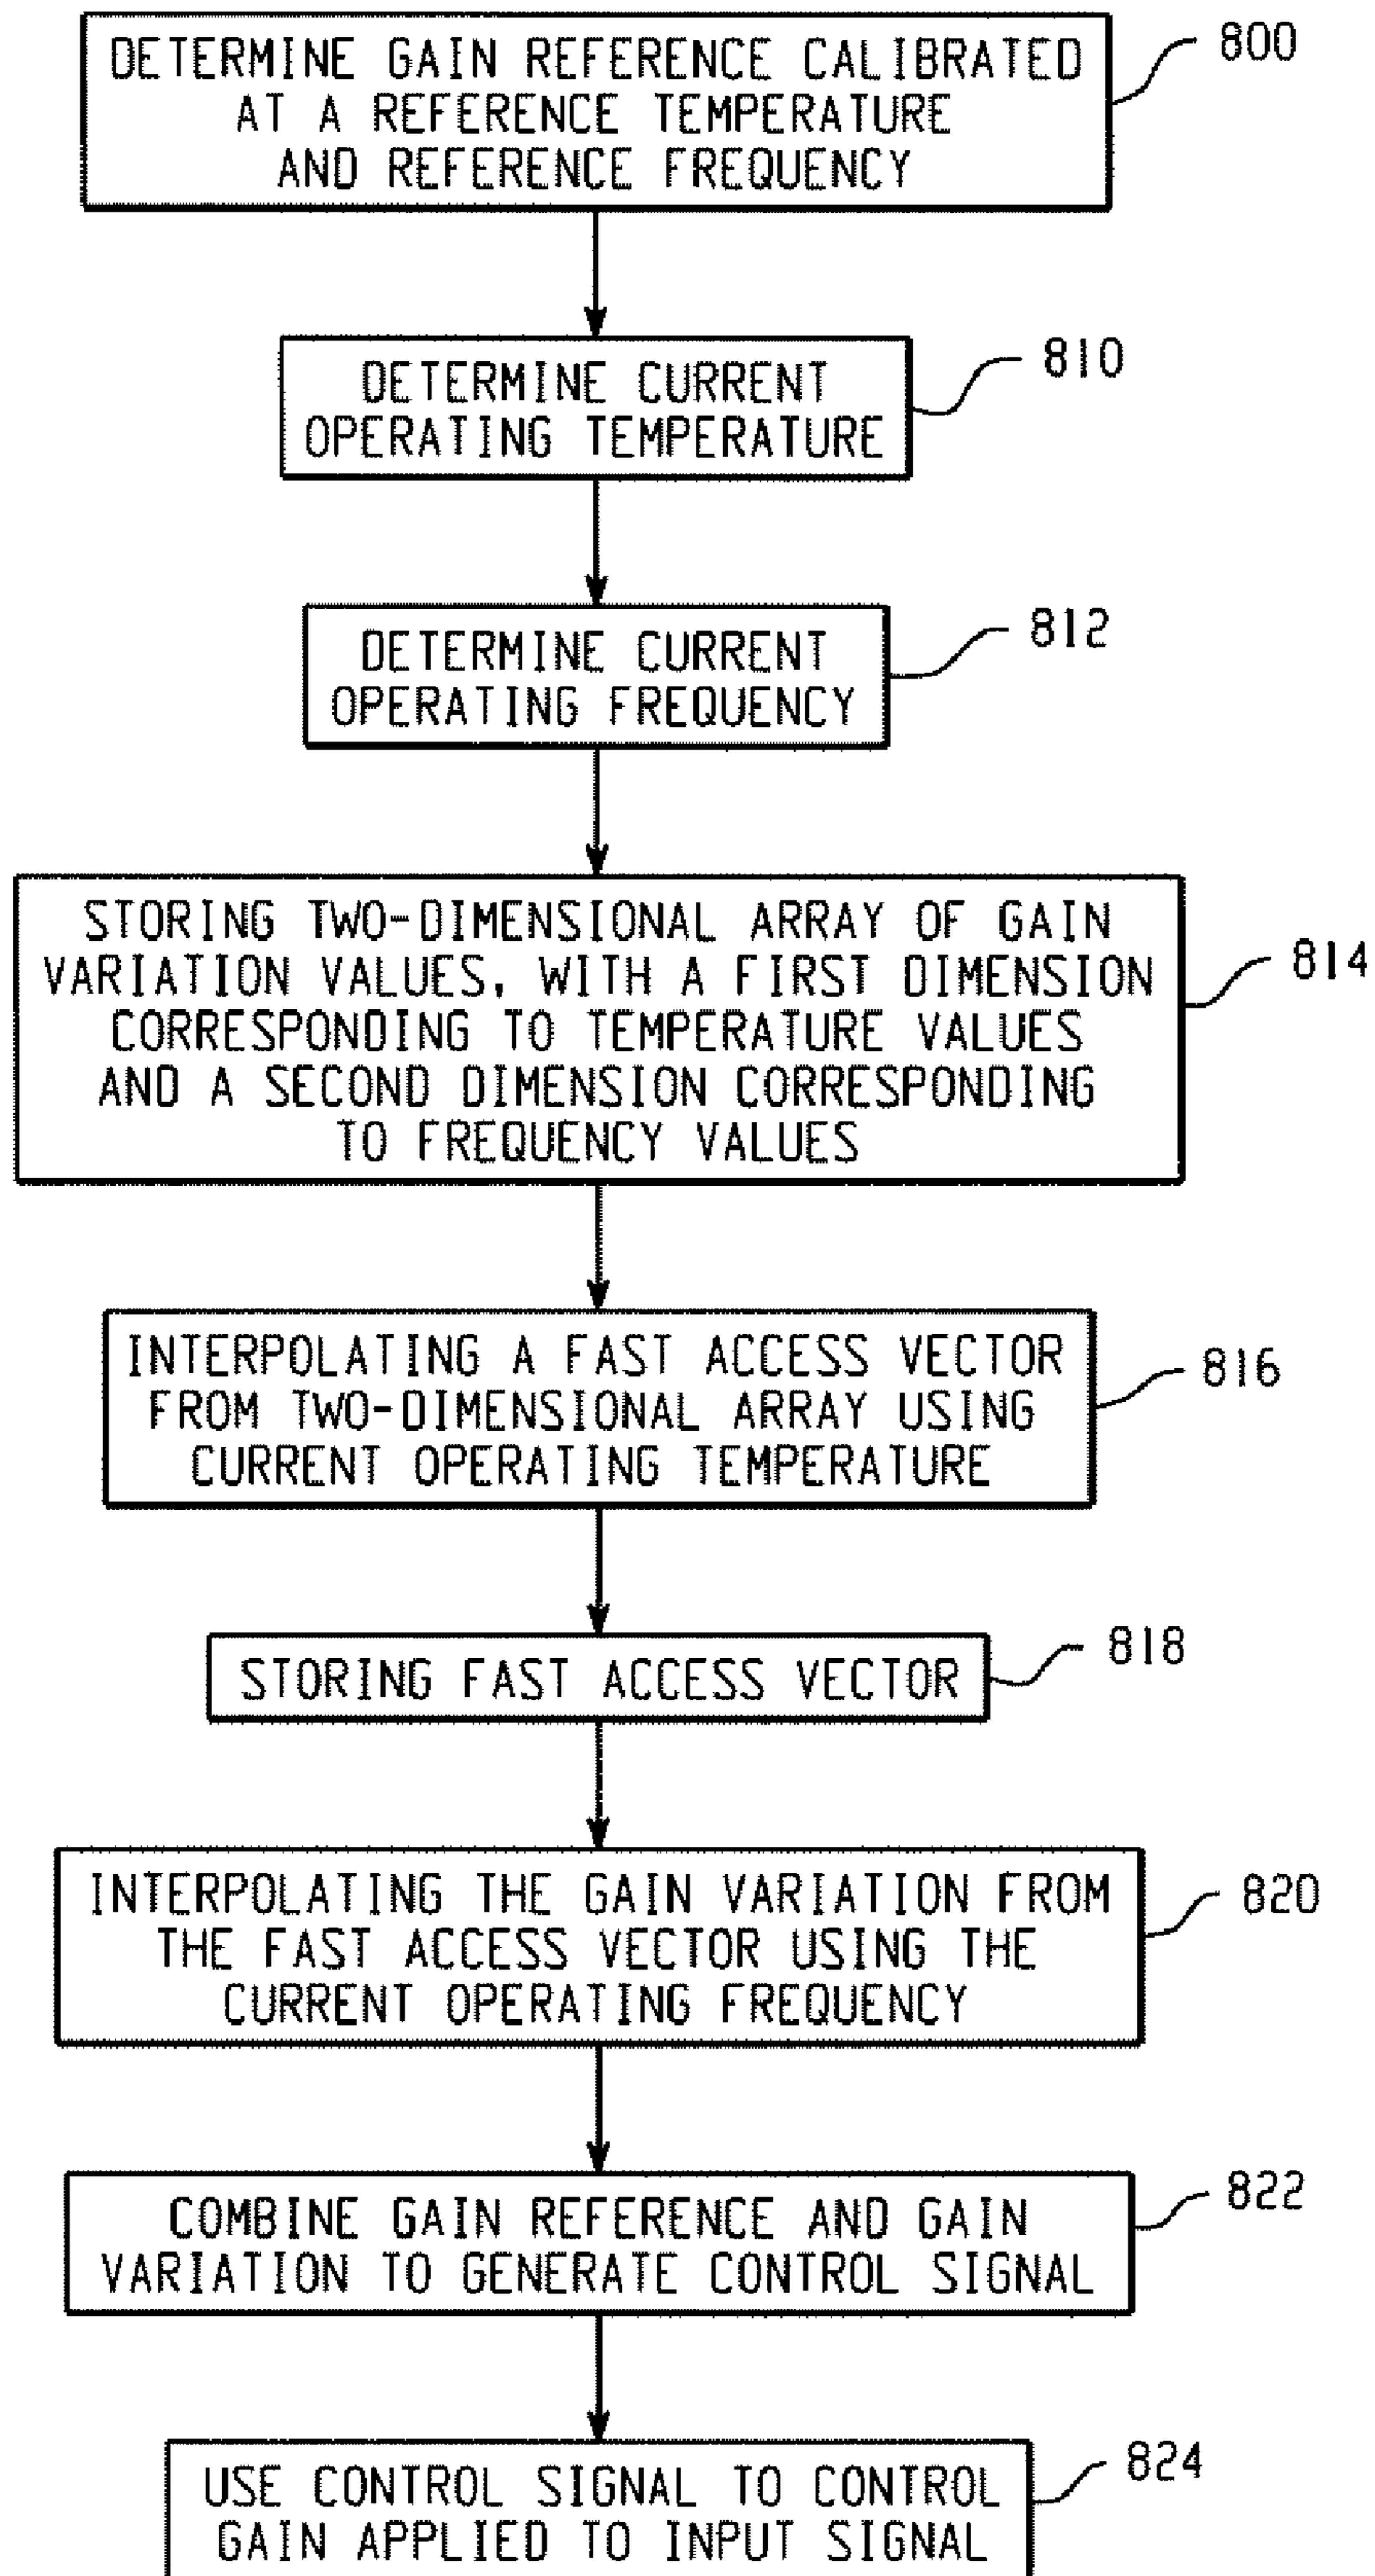 DETERMINE GAIN REFERENCE CALIBRATED
AT A REFERENCE TEMPERATURE
AND REFERENCE FREQUENCY
800
DETERMINE CURRENT
OPERATING TEMPERATURE
810
DETERMINE CURRENT
OPERATING FREQUENCY
812
STORING TWO-DIMENSIONAL ARRAY OF GAIN
VARIATION VALUES, WITH A FIRST DIMENSION
CORRESPONDING TO TEMPERATURE VALUES
AND A SECOND DIMENSION CORRESPONDING
TO FREQUENCY VALUES
814
INTERPOLATING A FAST ACCESS VECTOR
FROM TWO-DIMENSIONAL ARRAY USING
CURRENT OPERATING TEMPERATURE
816
STORING FAST ACCESS VECTOR
818
INTERPOLATING THE GAIN VARIATION FROM
THE FAST ACCESS VECTOR USING THE
CURRENT OPERATING FREQUENCY
820
COMBINE GAIN REFERENCE AND GAIN
VARIATION TO GENERATE CONTROL SIGNAL
822
USE CONTROL SIGNAL TO CONTROL
GAIN APPLIED TO INPUT SIGNAL
824